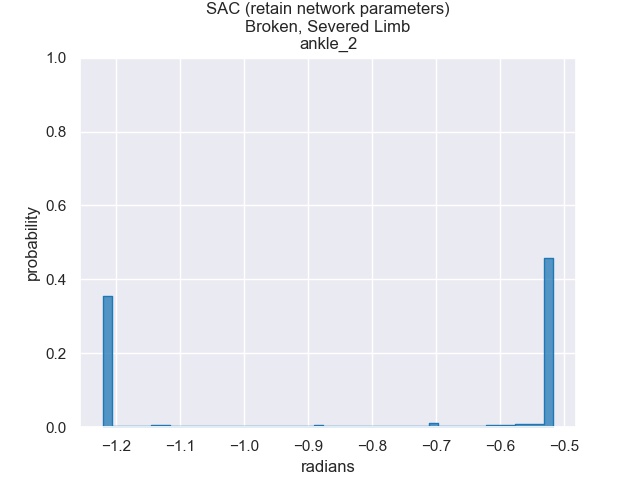 SAC (retain network parameters)
Broken, Severed Limb
ankle_2
1.0
0.8
0.6
0.4
0.2
0.0
probability
−1.2 −1.1 −1.0 −0.9 −0.8 −0.7 −0.6 −0.5
radians